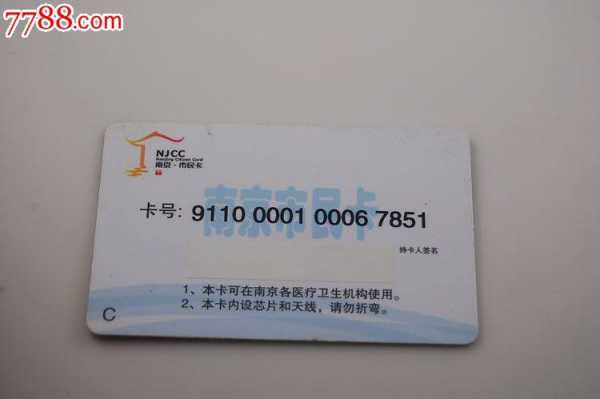 7788.com
NJCC
Nanjing Citizen Card
南京·市民卡
南京市民卡
卡号: 9110 0001 0006 7851
持卡人签名
1、本卡可在南京各医疗卫生机构使用。
2、本卡内设芯片和天线，请勿折弯。
C